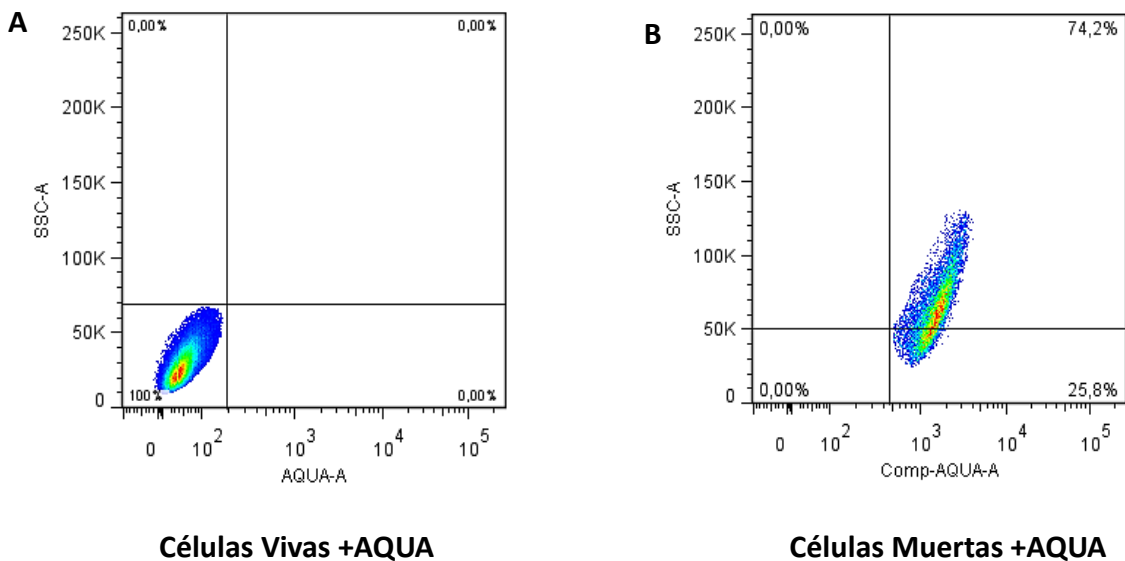 A
250K
200K
150K
100K
50K
0
SSC-A
0,00%
0,00%
100%
0,00%
0
10^2
10^3
10^4
10^5
AQUA-A
Células Vivas +AQUA
B
250K
200K
150K
100K
50K
0
SSC-A
0,00%
74,2%
0,00%
25,8%
0
10^2
10^3
10^4
10^5
Comp-AQUA-A
Células Muertas +AQUA